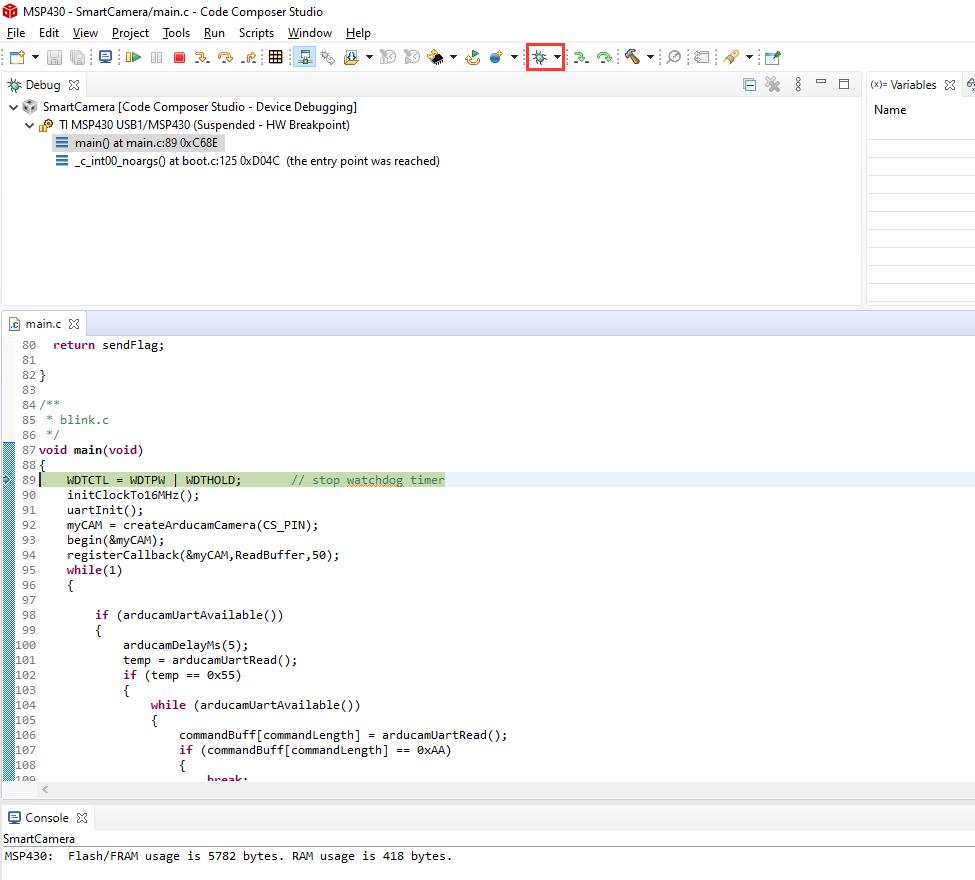 MSP430 - SmartCamera/main.c - Code Composer Studio
File Edit View Project Tools Run Scripts Window Help
Debug
(x)= Variables
SmartCamera [Code Composer Studio - Device Debugging]
Name
TI MSP430 USB1/MSP430 (Suspended - HW Breakpoint)
main() at main.c:89 0xC68E
_c_int00_noargs() at boot.c:125 0xD04C (the entry point was reached)
main.c
80 return sendFlag;
81
82 }
83
84 /**
85 * blink.c
86 */
87 void main(void)
88 {
89 WDTCTL = WDTPW | WDTHOLD; // stop watchdog timer
90 initClockTo16MHz();
91 uartInit();
92 myCAM = createArducamCamera(CS_PIN);
93 begin(&myCAM);
94 registerCallback(&myCAM,ReadBuffer,50);
95 while(1)
96 {
97
98 if (arducamUartAvailable())
99 {
100 arducamDelayMs(5);
101 temp = arducamUartRead();
102 if (temp == 0x55)
103 {
104 while (arducamUartAvailable())
105 {
106 commandBuff[commandLength] = arducamUartRead();
107 if (commandBuff[commandLength] == 0xAA)
108 {
109 break;
Console
SmartCamera
MSP430: Flash/FRAM usage is 5782 bytes. RAM usage is 418 bytes.